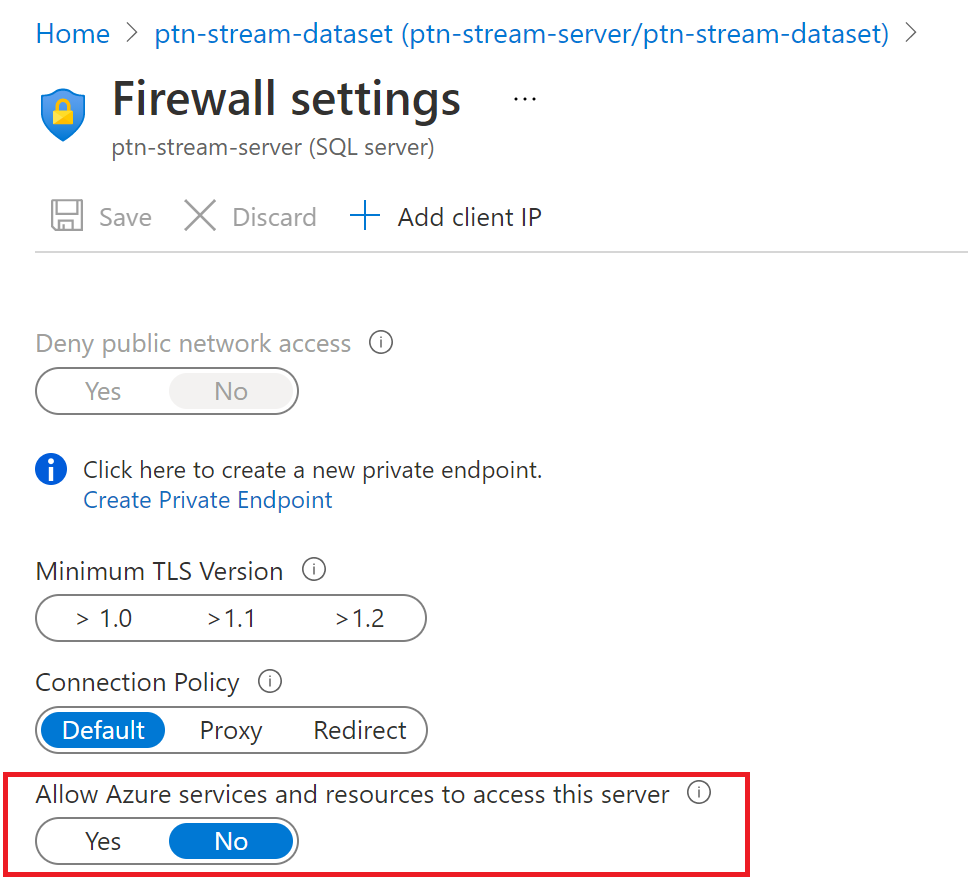 Home > ptn-stream-dataset (ptn-stream-server/ptn-stream-dataset) >
Firewall settings ...
ptn-stream-server (SQL server)
Save Discard + Add client IP
Deny public network access
Yes No
Click here to create a new private endpoint.
Create Private Endpoint
Minimum TLS Version
> 1.0 >1.1 >1.2
Connection Policy
Default Proxy Redirect
Allow Azure services and resources to access this server
Yes No